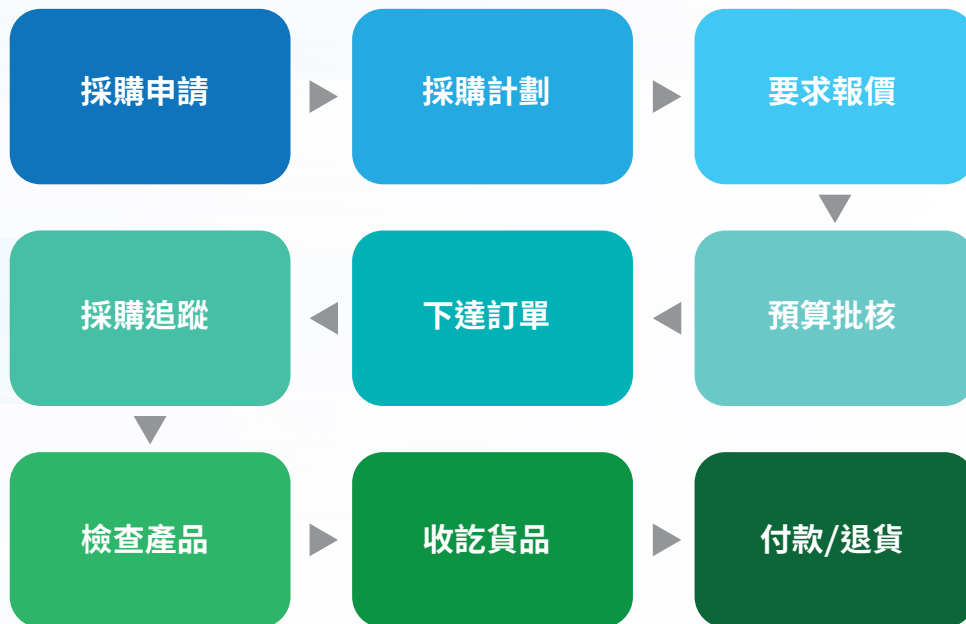 採購申請
採購計劃
要求報價
預算批核
下達訂單
採購追蹤
檢查產品
收訖貨品
付款/退貨